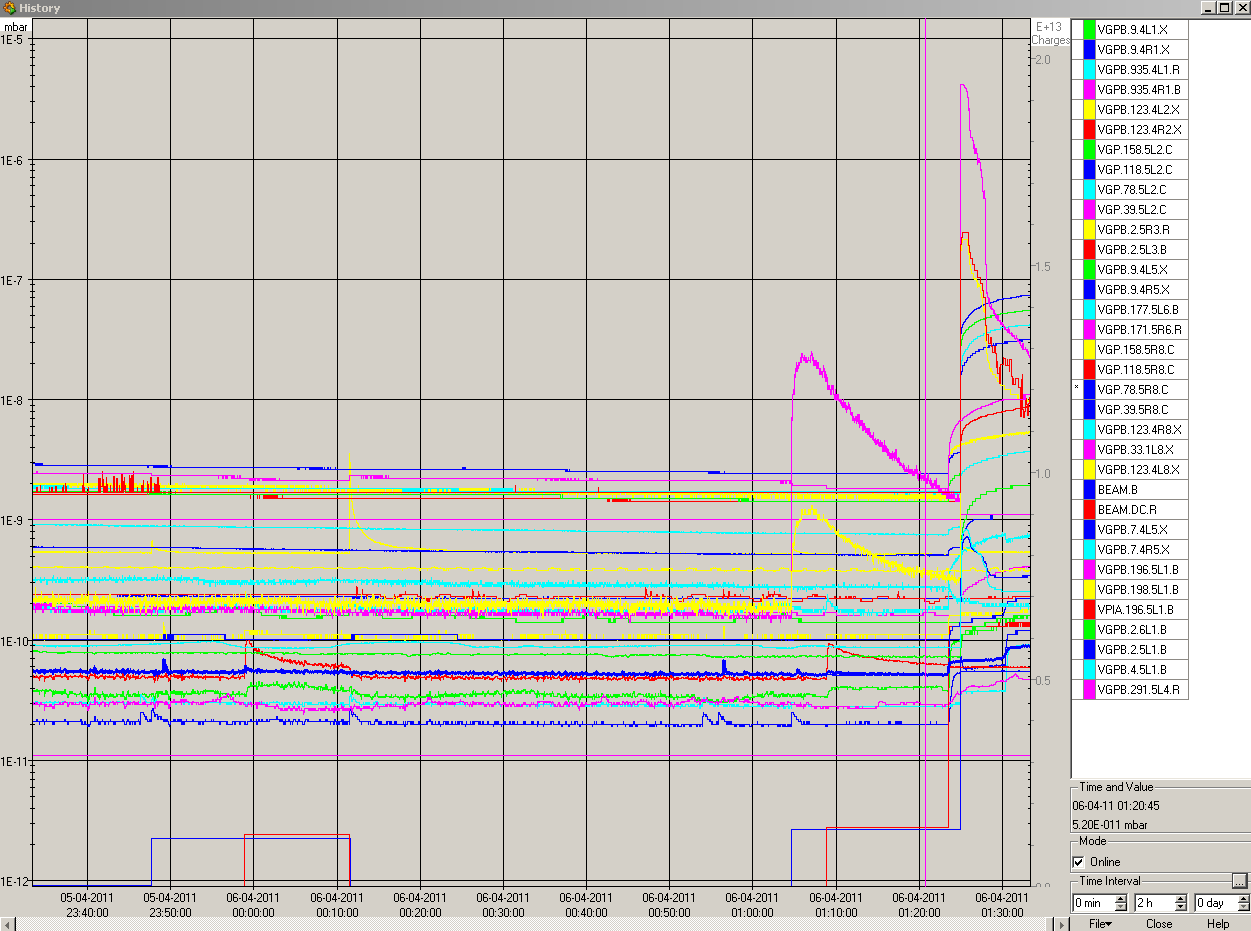 History
mbar
1E-5
1E-6
1E-7
1E-8
1E-9
1E-10
1E-11
1E-12
E+13
Charges
2.0
1.5
1.0
0.5
0.0
05-04-2011 05-04-2011 06-04-2011 06-04-2011 06-04-2011 06-04-2011 06-04-2011 06-04-2011 06-04-2011 06-04-2011 06-04-2011 06-04-2011
23:40:00 23:50:00 00:00:00 00:10:00 00:20:00 00:30:00 00:40:00 00:50:00 01:00:00 01:10:00 01:20:00 01:30:00
VGPB.9.4L1.X
VGPB.9.4R1.X
VGPB.935.4L1.R
VGPB.935.4R1.B
VGPB.123.4L2.X
VGPB.123.4R2.X
VGP.158.5L2.C
VGP.118.5L2.C
VGP.78.5L2.C
VGP.39.5L2.C
VGPB.2.5R3.R
VGPB.2.5L3.B
VGPB.9.4L5.X
VGPB.9.4R5.X
VGPB.177.5L6.B
VGPB.171.5R6.R
VGP.158.5R8.C
VGP.118.5R8.C
VGP.78.5R8.C
VGP.39.5R8.C
VGPB.123.4R8.X
VGPB.33.1L8.X
VGPB.123.4L8.X
BEAM.B
BEAM.DC.R
VGPB.7.4L5.X
VGPB.7.4R5.X
VGPB.196.5L1.B
VGPB.198.5L1.B
VPIA.196.5L1.B
VGPB.2.6L1.B
VGPB.2.5L1.B
VGPB.4.5L1.B
VGPB.291.5L4.R
Time and Value
06-04-11 01:20:45
5.20E-011 mbar
Mode
Online
Time Interval
...
0 min 2 h 0 day
File Close Help